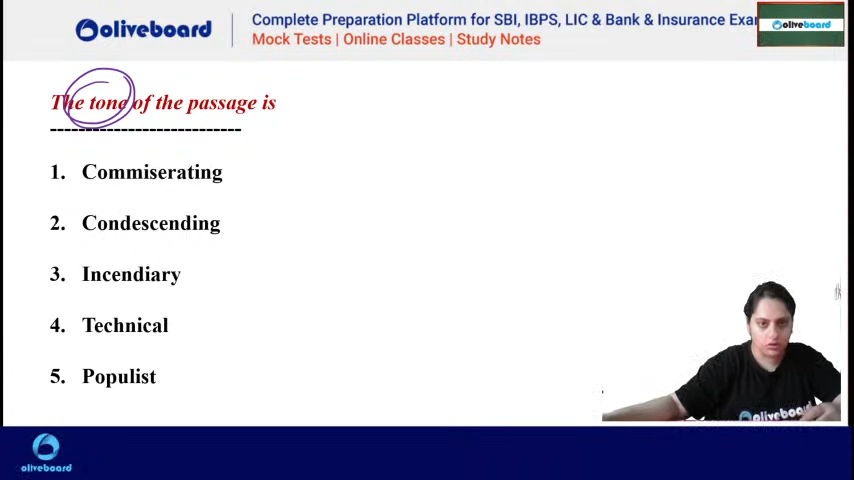 oliveboard
Complete Preparation Platform for SBI, IBPS, LIC & Bank & Insurance Exa
Mock Tests | Online Classes | Study Notes
oliveboard
The tone of the passage is
---------------------------
1. Commiserating
2. Condescending
3. Incendiary
4. Technical
5. Populist
oliveboard
oliveboard